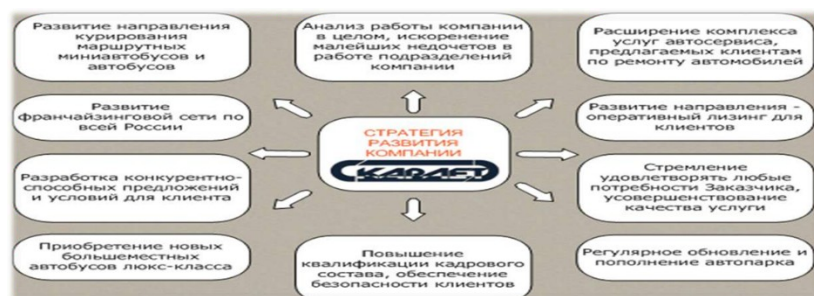 Развитие направления
курирования
маршрутных
миниавтобусов и
автобусов
Анализ работы компании
в целом, искоренение
малейших недочетов в
работе подразделений
компании
Расширение комплекса
услуг автосервиса,
предлагаемых клиентам
по ремонту автомобилей
Развитие
франчайзинговой сети по
всей России
СТРАТЕГИЯ
РАЗВИТИЯ
КОМПАНИИ
Развитие направления -
оперативный лизинг для
клиентов
Разработка конкурентно-
способных предложений
и условий для клиента
Стремление
удовлетворять любые
потребности Заказчика,
усовершенствование
качества услуги
Приобретение новых
большеместных
автобусов люкс-класса
Повышение
квалификации кадрового
состава, обеспечение
безопасности клиентов
Регулярное обновление и
пополнение автопарка